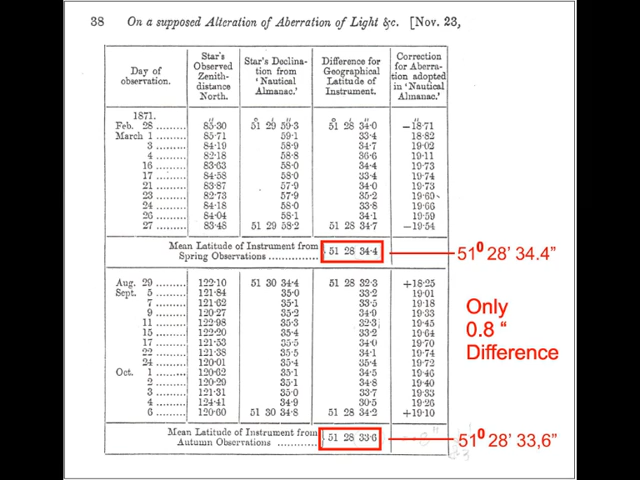 38 On a supposed Alteration of Aberration of Light &c. [Nov. 23,
Day of observation. Star's Observed Zenith-distance North. Star's Declination from 'Nautical Almanac.' Difference for Geographical Latitude of Instrument. Correction for Aberration adopted in 'Nautical Almanac.'
1871. " ° ' " ° ' " "
Feb. 28 ......... 85·30 51 29 59·3 51 28 34·0 −18·71
March 1 ......... 85·71 59·1 33·4 18·82
3 ......... 84·19 58·9 34·7 19·02
4 ......... 82·18 58·8 36·6 19·11
16 ......... 83·63 58·0 34·4 19·73
17 ......... 84·58 58·0 33·4 19·74
21 ......... 83·87 57·9 34·0 19·73
23 ......... 82·73 57·9 35·2 19·69
24 ......... 84·18 58·0 33·8 19·66
26 ......... 84·04 58·1 34·1 19·59
27 ......... 83·48 51 29 58·2 51 28 34·7 −19·54
Mean Latitude of Instrument from
Spring Observations .............. 51 28 34·4
51⁰ 28' 34.4"
Aug. 29 ......... 122·10 51 30 34·4 51 28 32·3 +18·25
Sept. 5 ......... 121·84 35·0 33·2 19·01
7 ......... 121·62 35·1 33·5 19·18
9 ......... 120·27 35·2 34·9 19·33
11 ......... 122·98 35·3 32·3 19·45
15 ......... 122·20 35·4 33·2 19·64
17 ......... 121·53 35·5 34·0 19·70
22 ......... 121·38 35·5 34·1 19·74
24 ......... 120·01 35·4 35·4 19·72
Oct. 1 ......... 120·62 35·1 34·5 19·46
2 ......... 120·29 35·1 34·8 19·40
3 ......... 121·31 35·0 33·7 19·33
4 ......... 124·41 34·9 30·5 19·26
6 ......... 120·60 51 30 34·8 51 28 34·2 +19·10
Only
0.8 “
Difference
Mean Latitude of Instrument from
Autumn Observations ............ 51 28 33·6
51⁰ 28' 33,6”